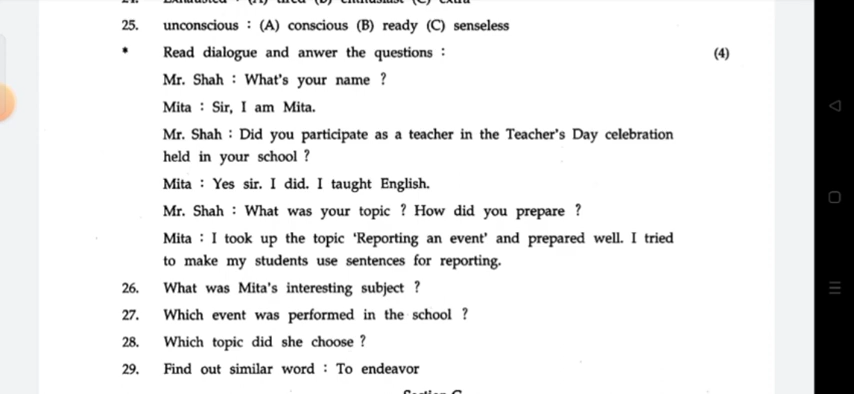 24. Exhausted : (A) tired (B) enthusiast (C) extra
25. unconscious : (A) conscious (B) ready (C) senseless
* Read dialogue and anwer the questions : (4)
Mr. Shah : What's your name ?
Mita : Sir, I am Mita.
Mr. Shah : Did you participate as a teacher in the Teacher's Day celebration
held in your school ?
Mita : Yes sir. I did. I taught English.
Mr. Shah : What was your topic ? How did you prepare ?
Mita : I took up the topic ‘Reporting an event’ and prepared well. I tried
to make my students use sentences for reporting.
26. What was Mita's interesting subject ?
27. Which event was performed in the school ?
28. Which topic did she choose ?
29. Find out similar word : To endeavor